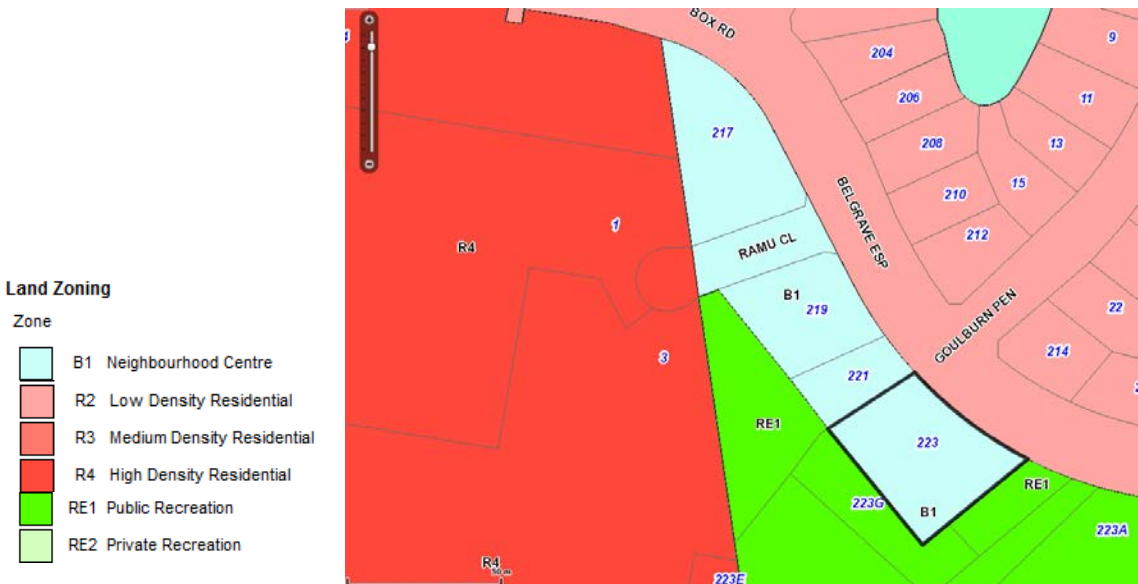 Land Zoning
Zone
B1 Neighbourhood Centre
R2 Low Density Residential
R3 Medium Density Residential
R4 High Density Residential
RE1 Public Recreation
RE2 Private Recreation
BOX RD
204
9
206
11
217
208
13
15
210
BELGRAVE ESP
1
212
R4
RAMU CL
B1
219
22
GOULBURN PEN
214
3
221
RE1
223
RE1
223G
B1
223A
R4
50 m
223E